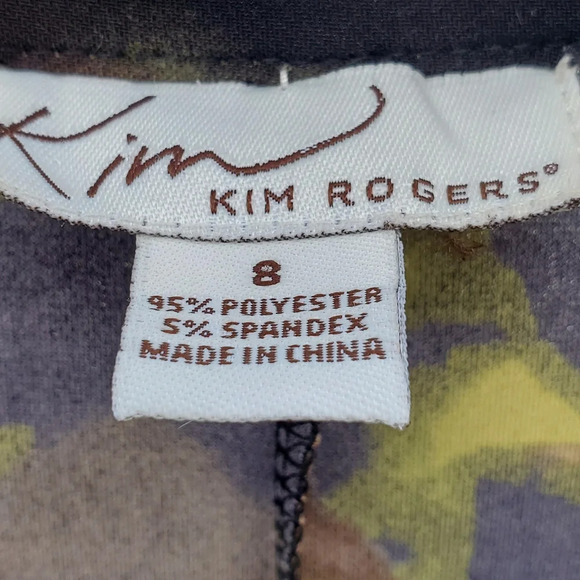 Kim
KIM ROGERS®
8
95% POLYESTER
5% SPANDEX
MADE IN CHINA